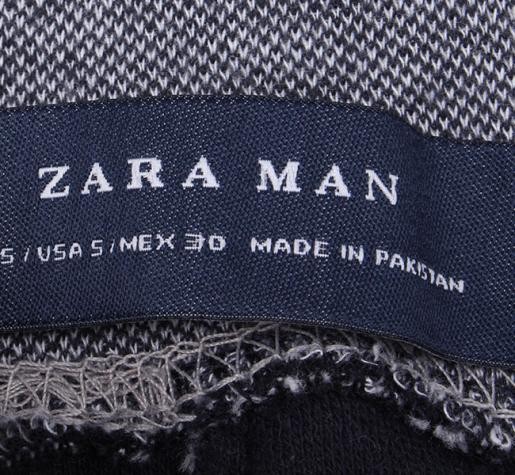 ZARA MAN
S / USA S / MEX 30 MADE IN PAKISTAN